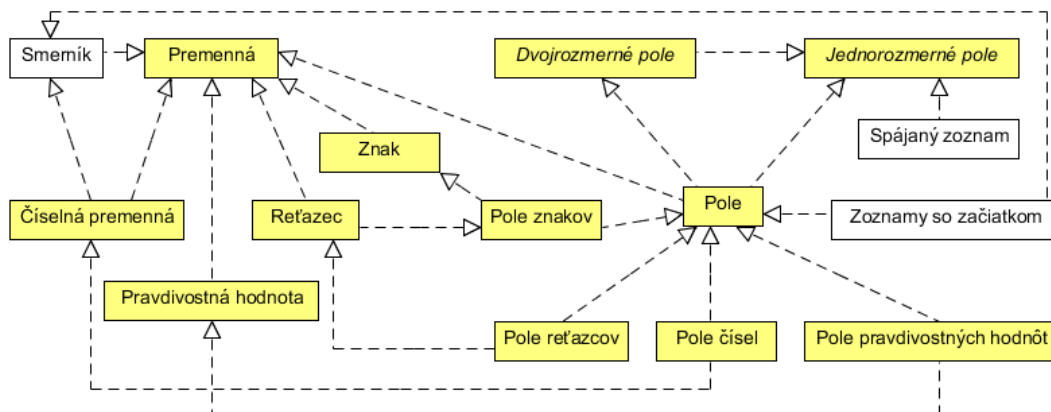 Smerník
Premenná
Dvojrozmerné pole
Jednorozmerné pole
Znak
Spájaný zoznam
Číselná premenná
Reťazec
Pole znakov
Pole
Zoznamy so začiatkom
Pravdivostná hodnota
Pole reťazcov
Pole čísel
Pole pravdivostných hodnôt